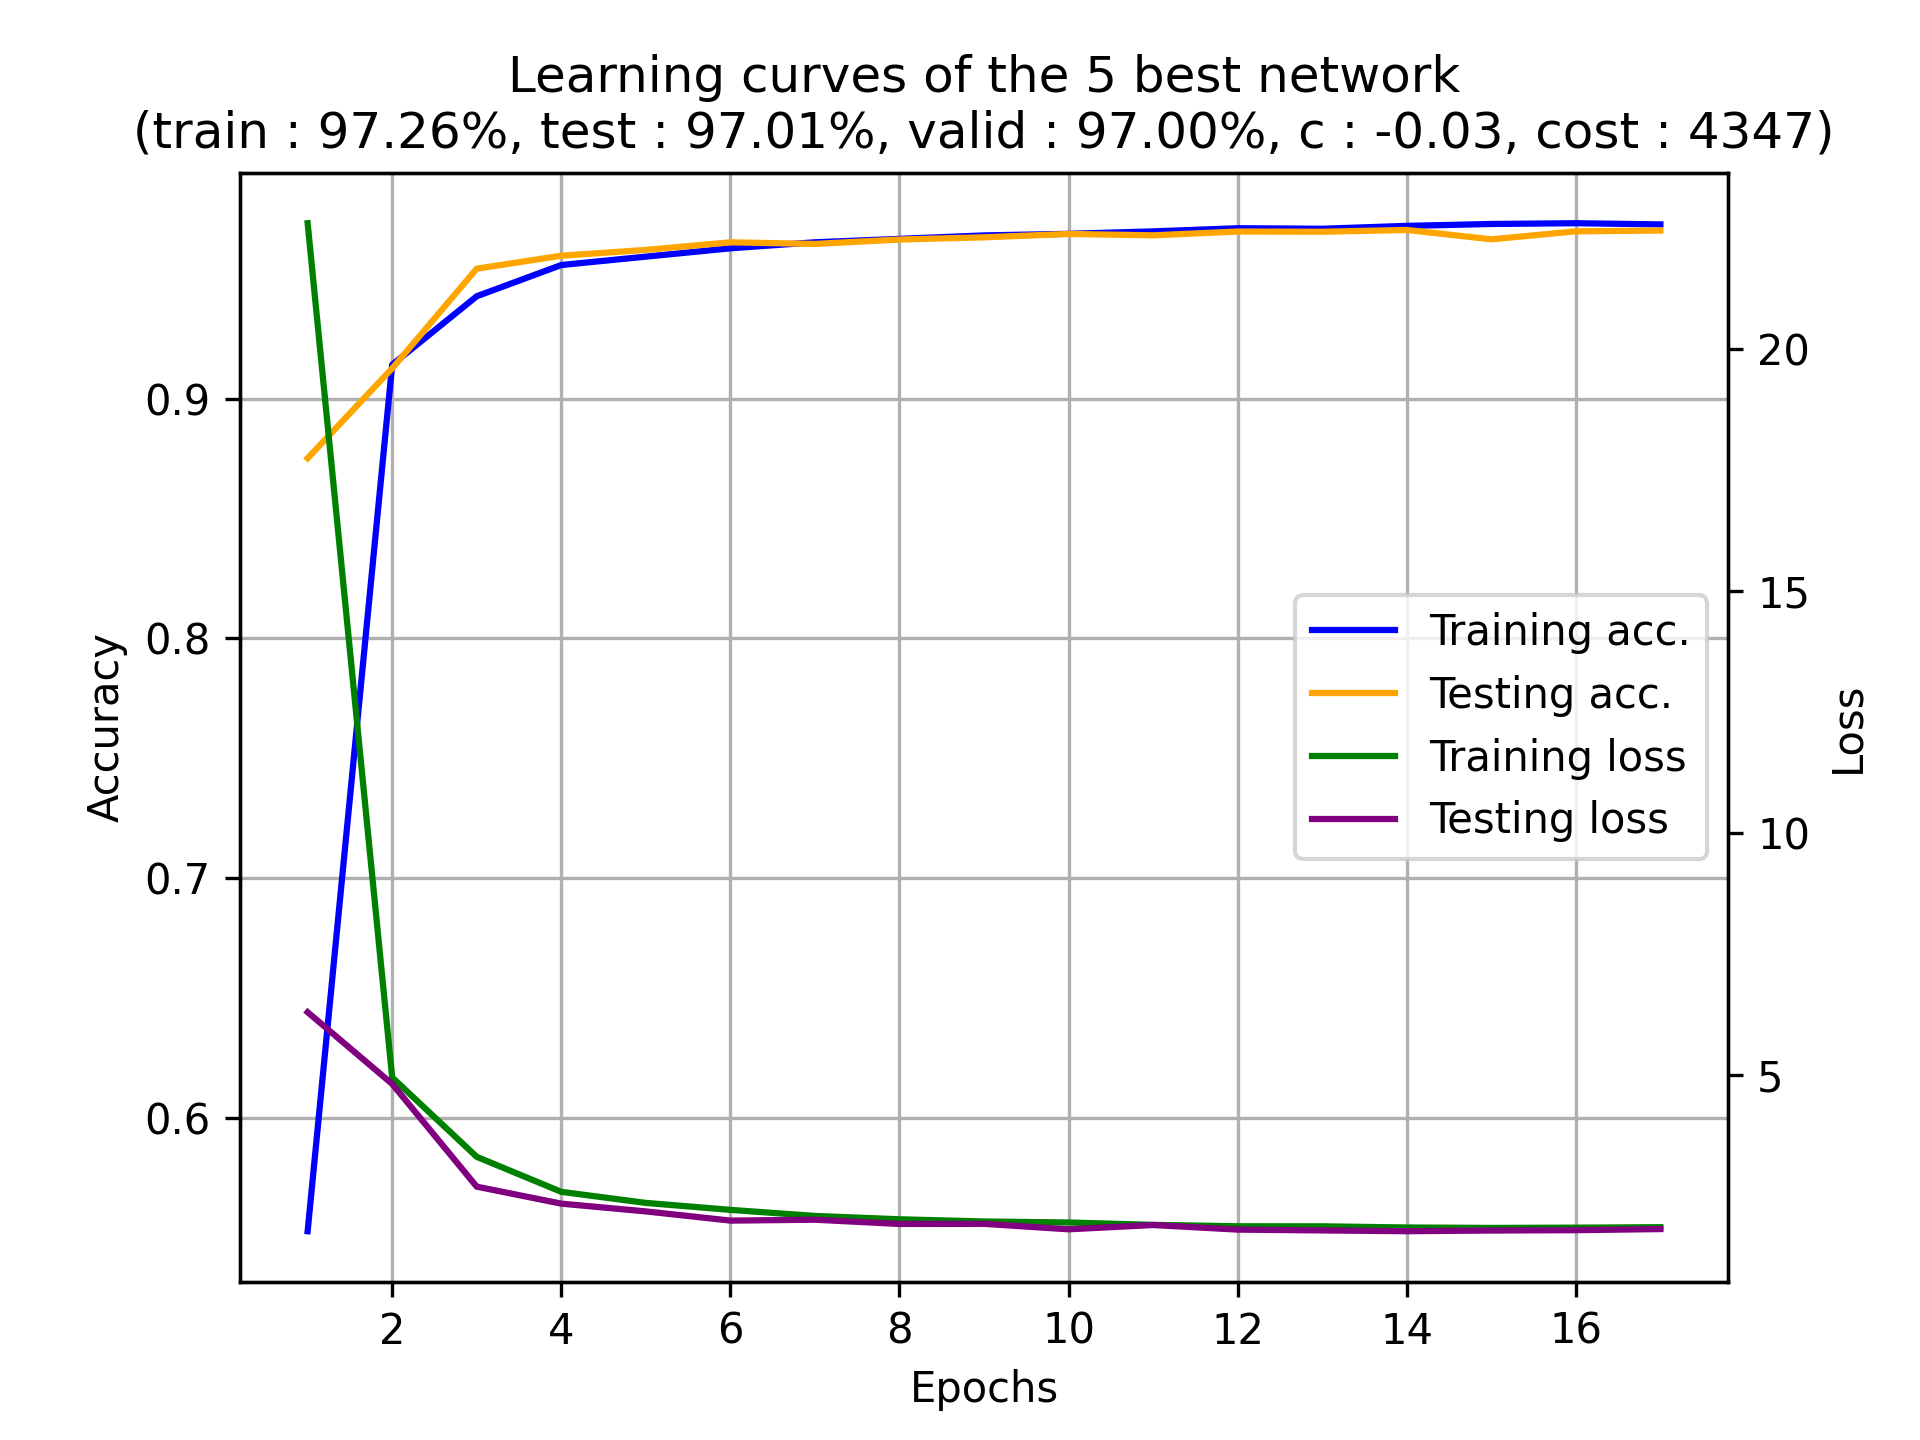 Learning curves of the 5 best network
(train : 97.26%, test : 97.01%, valid : 97.00%, c : -0.03, cost : 4347)
Accuracy
0.9
0.8
0.7
0.6
20
15
10
5
Loss
Training acc.
Testing acc.
Training loss
Testing loss
2 4 6 8 10 12 14 16
Epochs